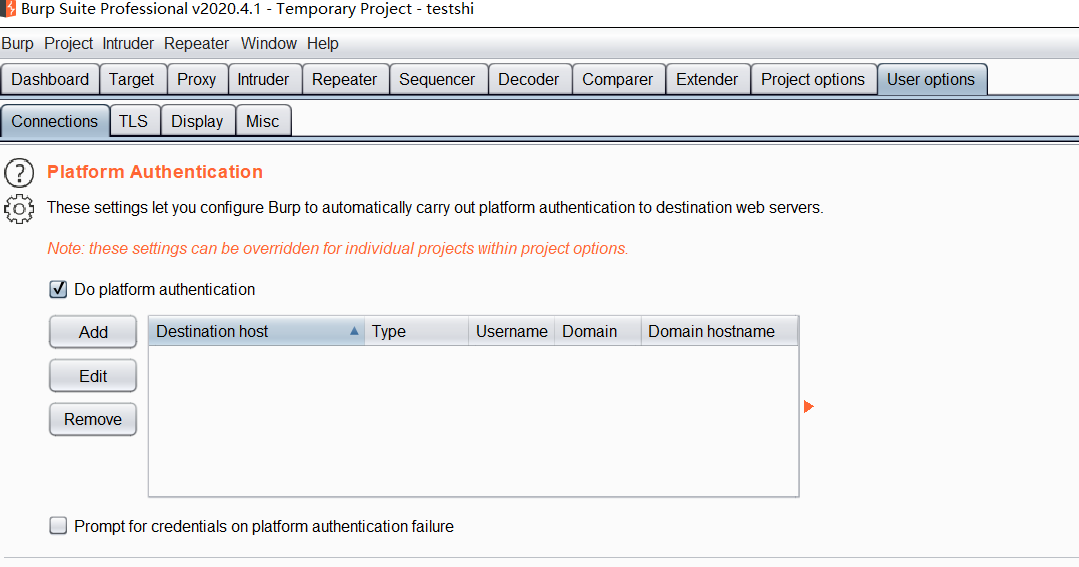 Burp Suite Professional v2020.4.1 - Temporary Project - testshi
Burp Project Intruder Repeater Window Help
Dashboard Target Proxy Intruder Repeater Sequencer Decoder Comparer Extender Project options User options
Connections TLS Display Misc
? Platform Authentication
These settings let you configure Burp to automatically carry out platform authentication to destination web servers.
Note: these settings can be overridden for individual projects within project options.
Do platform authentication
Add Destination host Type Username Domain Domain hostname
Edit
Remove
Prompt for credentials on platform authentication failure